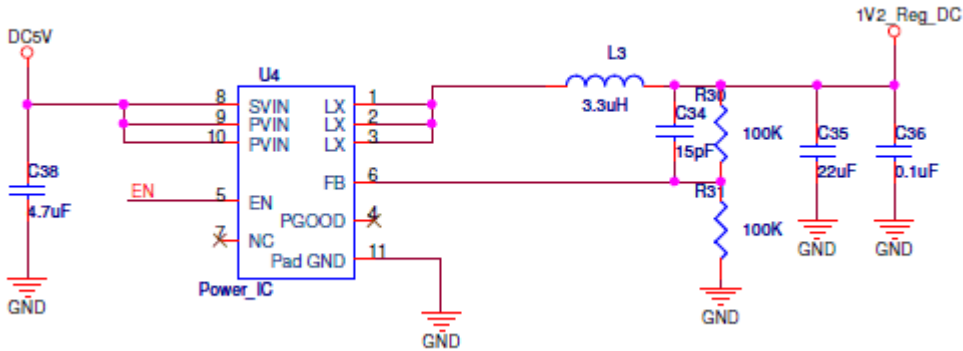 1V2_Reg_DC
DC5V
U4
L3
3.3uH
8 SVIN LX 1
9 PVIN LX 2
10 PVIN LX 3
R30
C34
100K
15pF
C35
22uF
C36
0.1uF
C38
4.7uF
FB 6
EN 5 EN
R31
100K
PGOOD 4
7 NC
Pad GND 11
Power_IC
GND
GND
GND
GND
GND